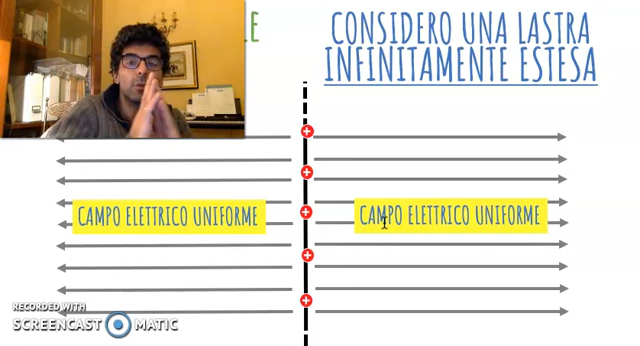 CONSIDERO UNA LASTRA
INFINITAMENTE ESTESA
CAMPO ELETTRICO UNIFORME
CAMPO ELETTRICO UNIFORME
RECORDED WITH
SCREENCAST MATIC